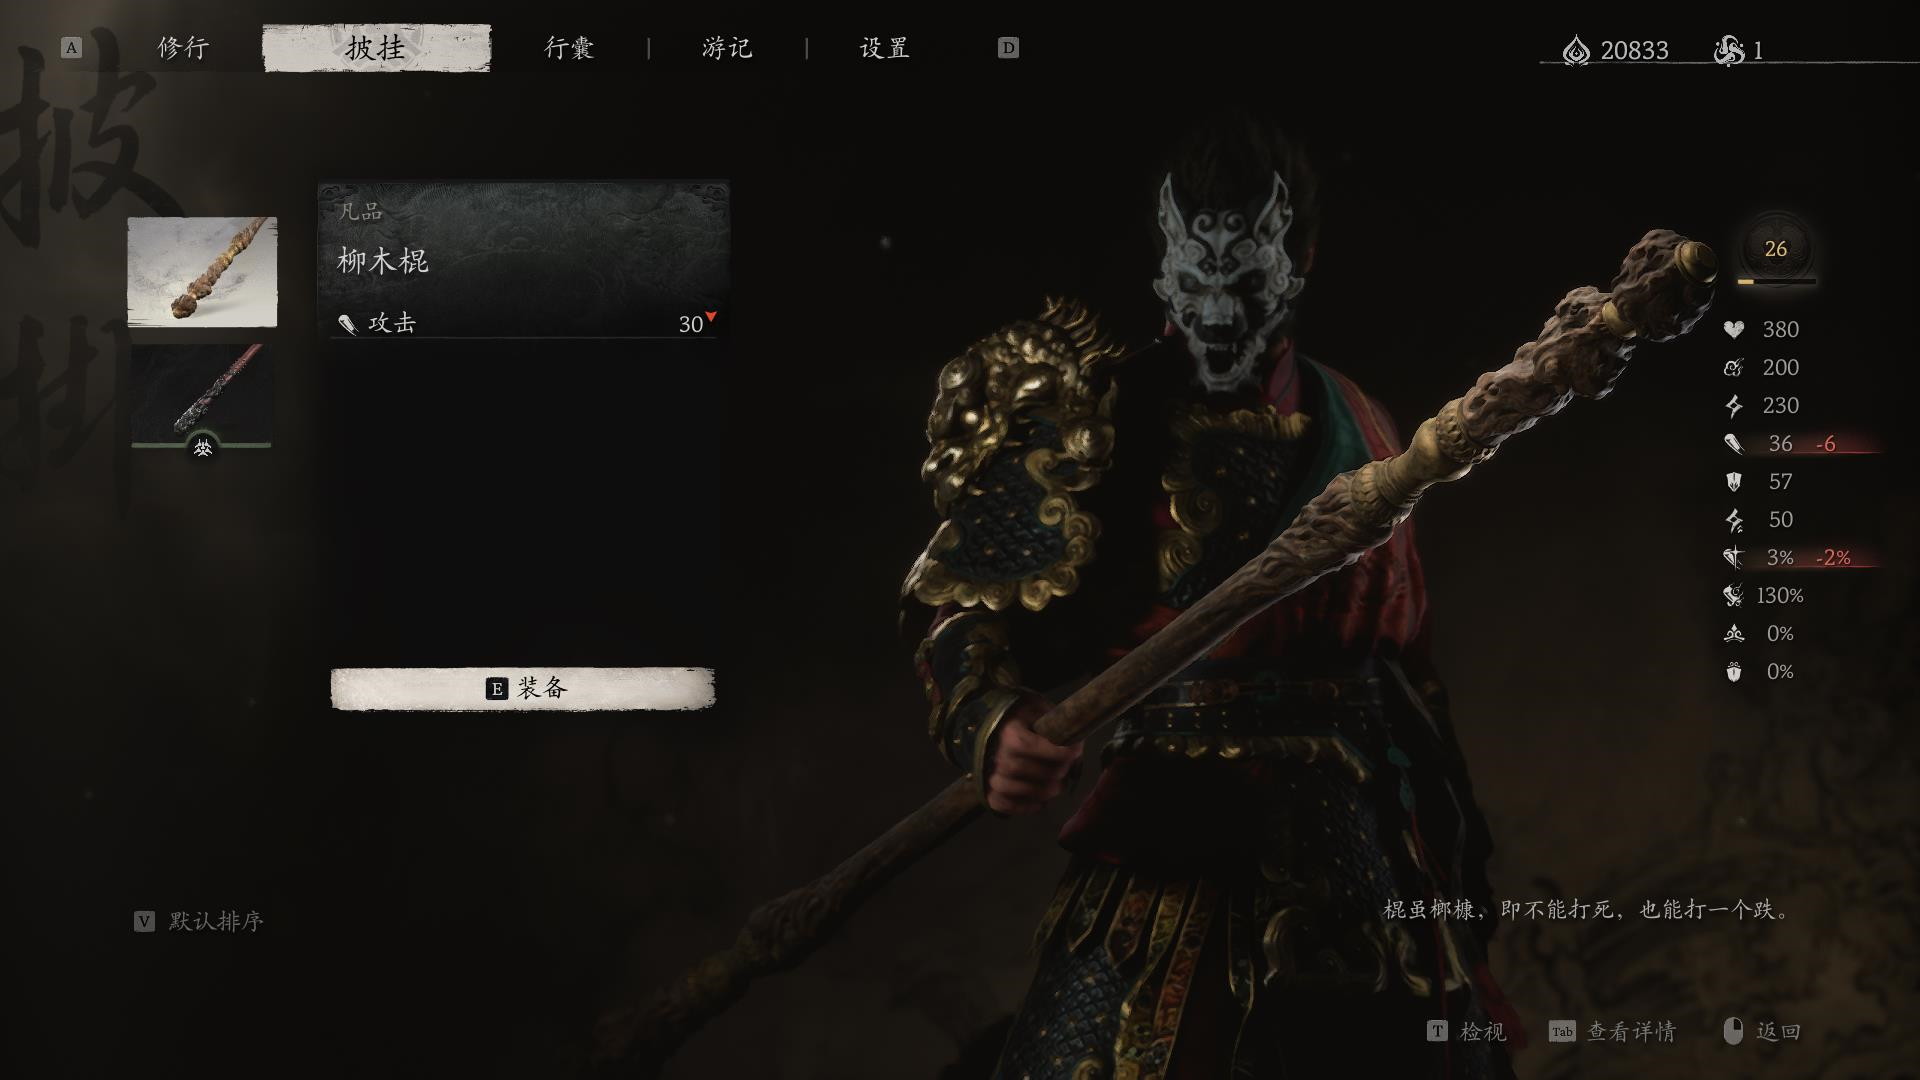 A 修行 披挂 行囊 | 游记 | 设置 D
20833 1
披挂
凡品
柳木棍
攻击 30
E 装备
26
380
200
230
36 -6
57
50
3% -2%
130%
0%
0%
V 默认排序
棍虽榔槺，即不能打死，也能打一个跌。
T 检视 Tab 查看详情 返回